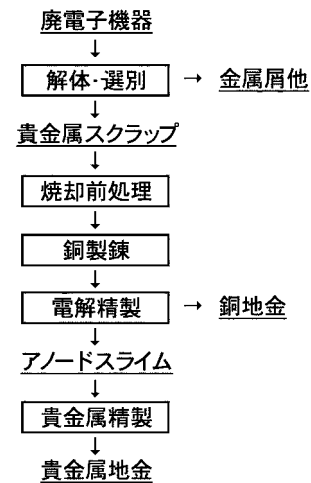 廃電子機器
解体・選別 → 金属屑他
貴金属スクラップ
焼却前処理
銅製錬
電解精製 → 銅地金
アノードスライム
貴金属精製
貴金属地金